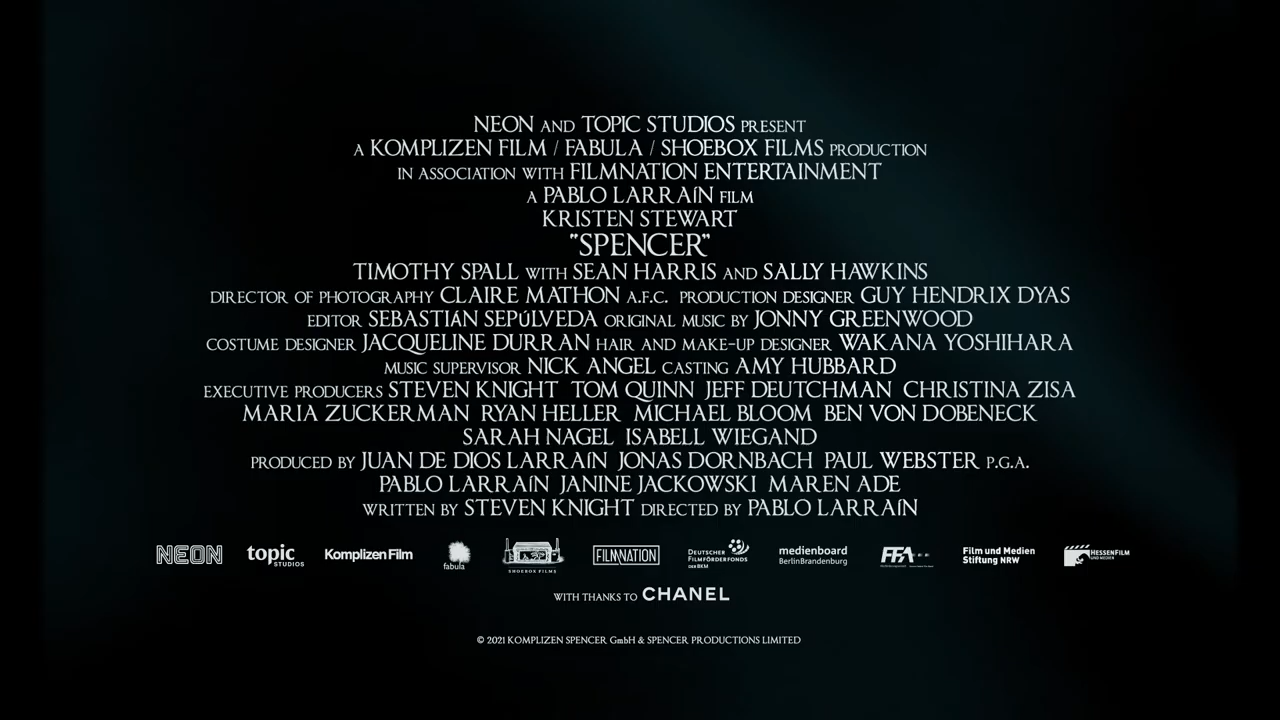 NEON AND TOPIC STUDIOS PRESENT
A KOMPLIZEN FILM / FABULA / SHOEBOX FILMS PRODUCTION
IN ASSOCIATION WITH FILMNATION ENTERTAINMENT
A PABLO LARRAÍN FILM
KRISTEN STEWART
"SPENCER"
TIMOTHY SPALL WITH SEAN HARRIS AND SALLY HAWKINS
DIRECTOR OF PHOTOGRAPHY CLAIRE MATHON A.F.C. PRODUCTION DESIGNER GUY HENDRIX DYAS
EDITOR SEBASTIÁN SEPÚLVEDA ORIGINAL MUSIC BY JONNY GREENWOOD
COSTUME DESIGNER JACQUELINE DURRAN HAIR AND MAKE-UP DESIGNER WAKANA YOSHIHARA
MUSIC SUPERVISOR NICK ANGEL CASTING AMY HUBBARD
EXECUTIVE PRODUCERS STEVEN KNIGHT TOM QUINN JEFF DEUTCHMAN CHRISTINA ZISA
MARIA ZUCKERMAN RYAN HELLER MICHAEL BLOOM BEN VON DOBENECK
SARAH NAGEL ISABELL WIEGAND
PRODUCED BY JUAN DE DIOS LARRAÍN JONAS DORNBACH PAUL WEBSTER P.G.A.
PABLO LARRAÍN JANINE JACKOWSKI MAREN ADE
WRITTEN BY STEVEN KNIGHT DIRECTED BY PABLO LARRAÍN
NEON
topic
STUDIOS
Komplizen Film
fabula
SHOEBOX FILMS
FILMNATION
DEUTSCHER
FILMFÖRDERFONDS
DER BKM
medienboard
BerlinBrandenburg
FFA
Film und Medien
Stiftung NRW
HESSENFILM
UND MEDIEN
WITH THANKS TO CHANEL
© 2021 KOMPLIZEN SPENCER GmbH & SPENCER PRODUCTIONS LIMITED